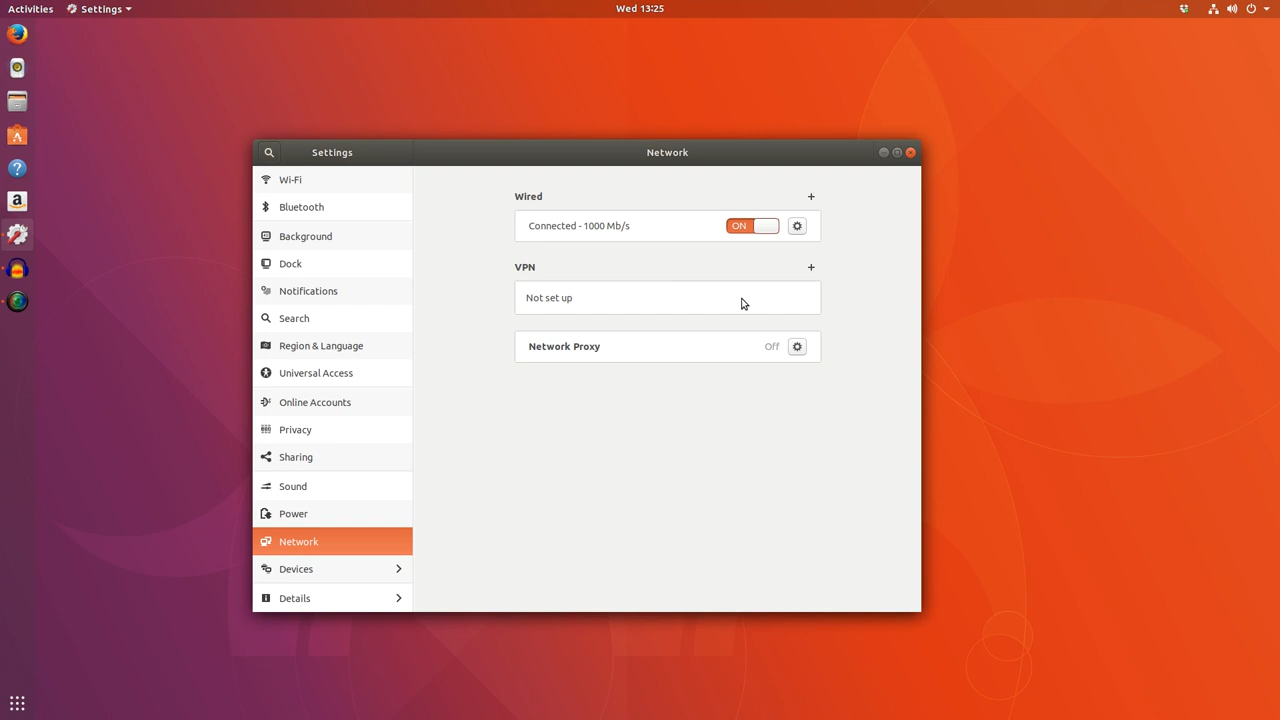 Activities Settings Wed 13:25
Settings Network
Wi-Fi
Bluetooth
Background
Dock
Notifications
Search
Region & Language
Universal Access
Online Accounts
Privacy
Sharing
Sound
Power
Network
Devices
Details
Wired
Connected - 1000 Mb/s ON
VPN
Not set up
Network Proxy Off